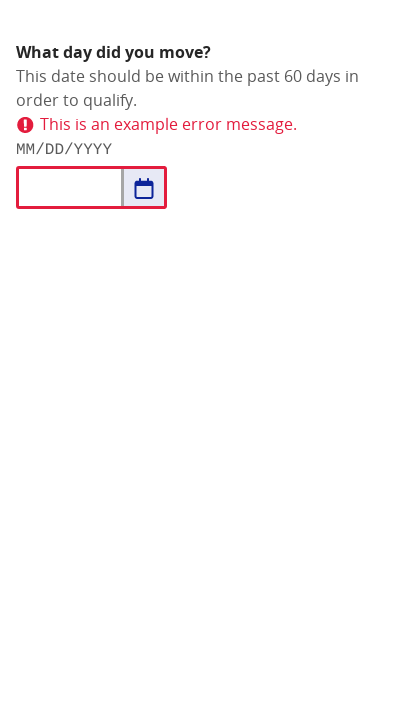 What day did you move?
This date should be within the past 60 days in
order to qualify.
This is an example error message.
MM/DD/YYYY